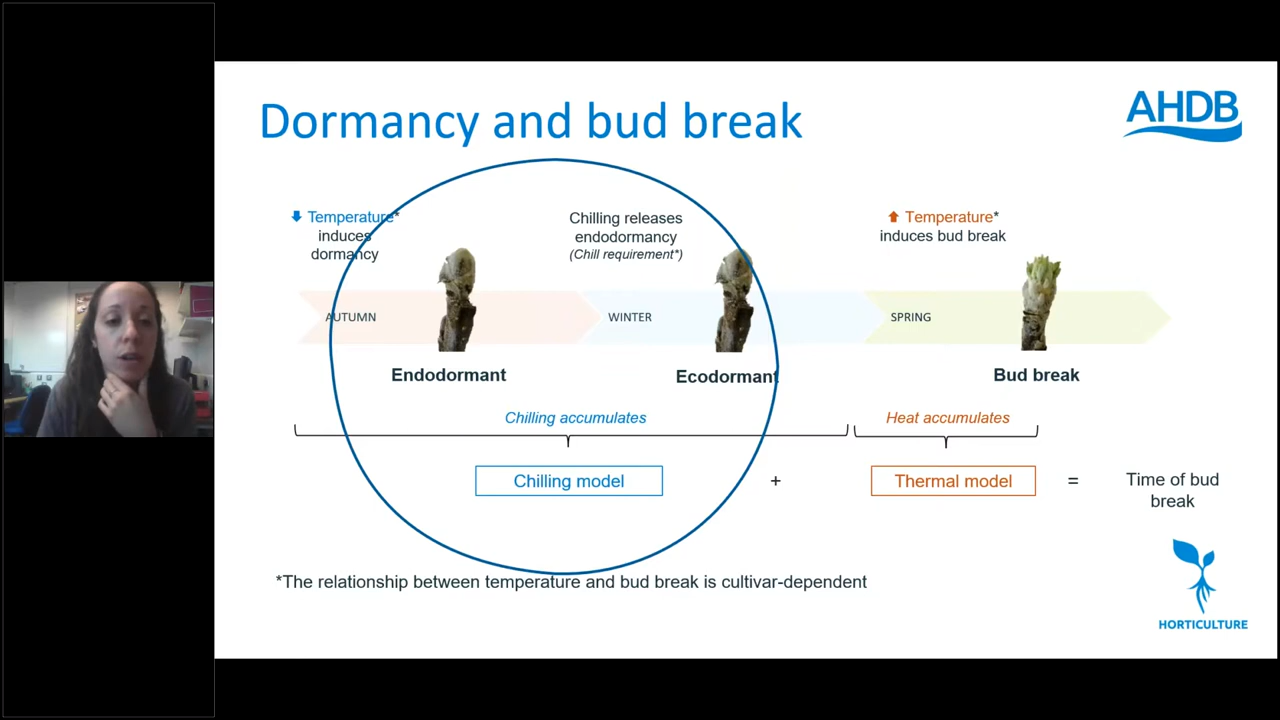 Dormancy and bud break
AHDB
Temperature*
induces
dormancy
Chilling releases
endodormancy
(Chill requirement*)
Temperature*
induces bud break
AUTUMN
WINTER
SPRING
Endodormant
Ecodormant
Bud break
Chilling accumulates
Heat accumulates
Chilling model
+
Thermal model
=
Time of bud
break
*The relationship between temperature and bud break is cultivar-dependent
HORTICULTURE